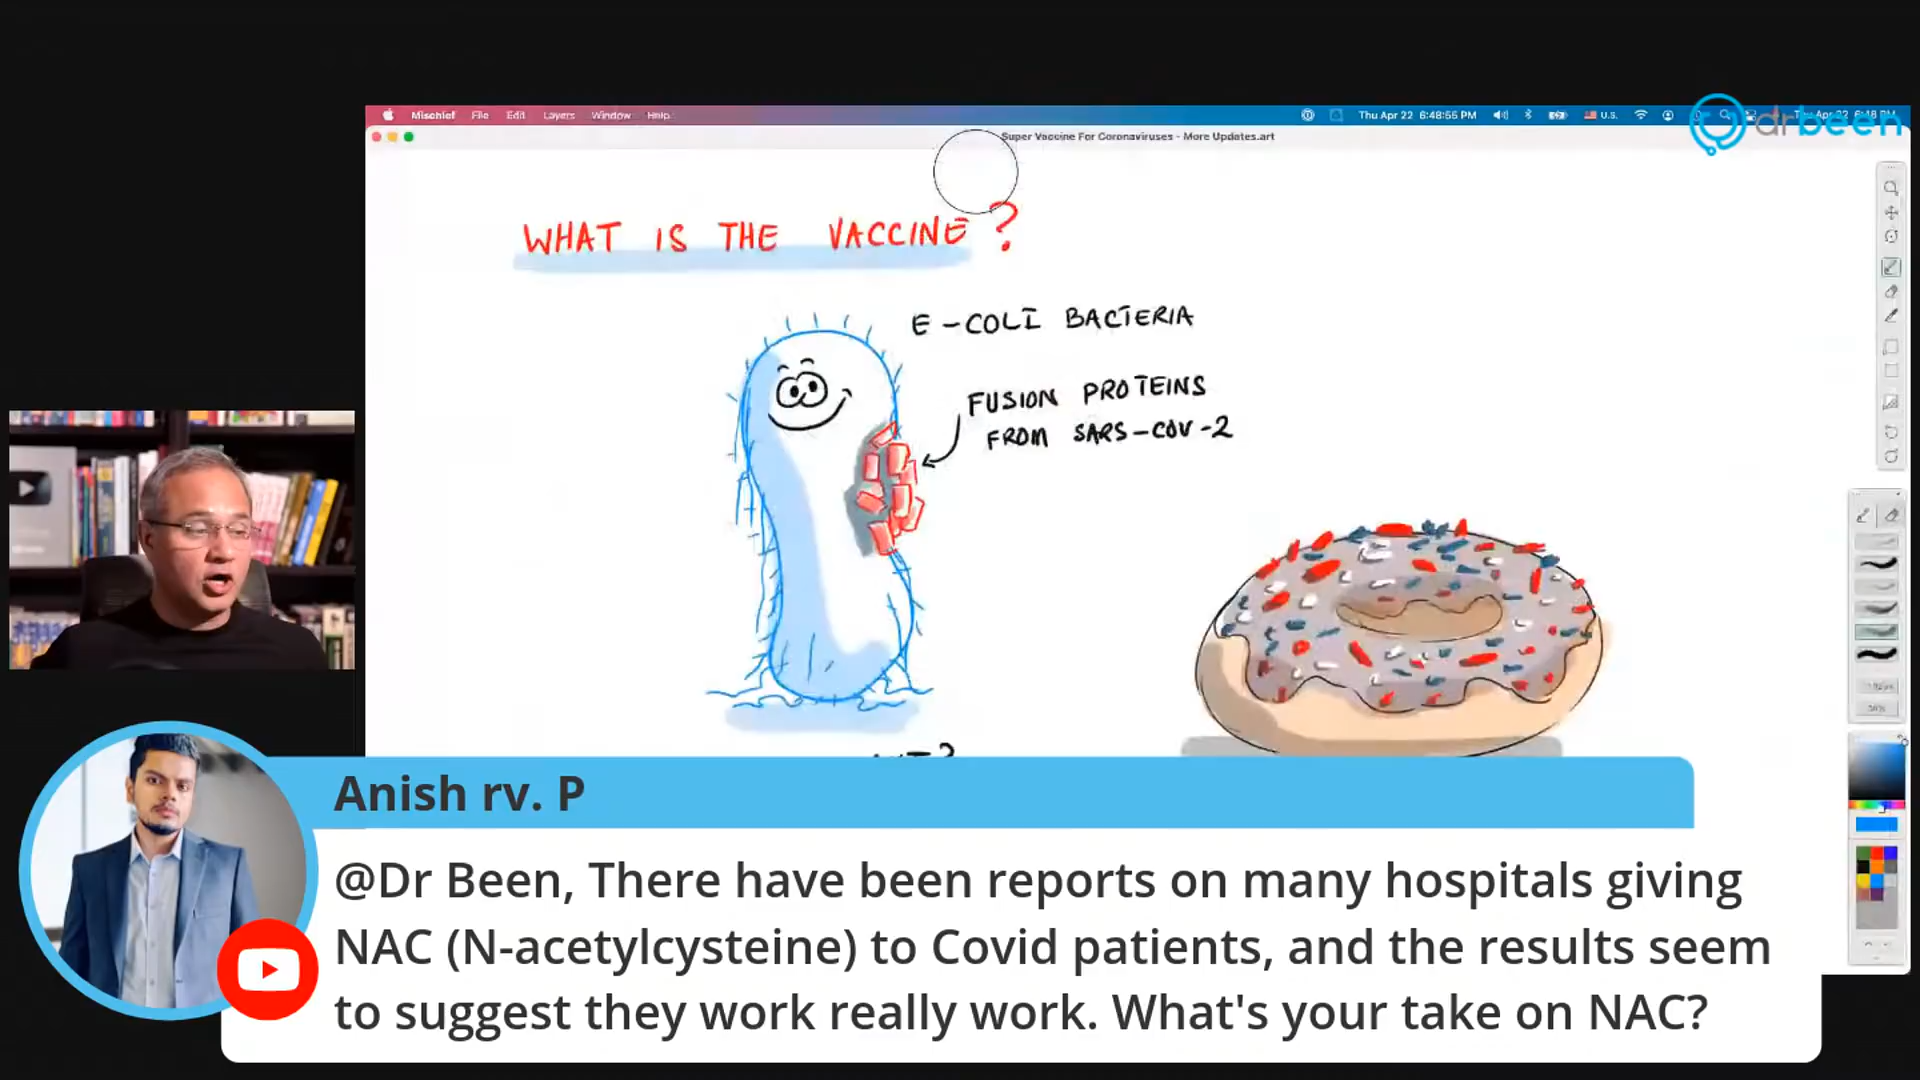 Mischief File Edit Layers Window Help
Thu Apr 22 6:48:55 PM
U.S.
drbeen
Super Vaccine For Coronaviruses - More Updates.art
WHAT IS THE VACCINE?
E-COLI BACTERIA
FUSION PROTEINS
FROM SARS-COV-2
Anish rv. P
@Dr Been, There have been reports on many hospitals giving
NAC (N-acetylcysteine) to Covid patients, and the results seem
to suggest they work really work. What's your take on NAC?